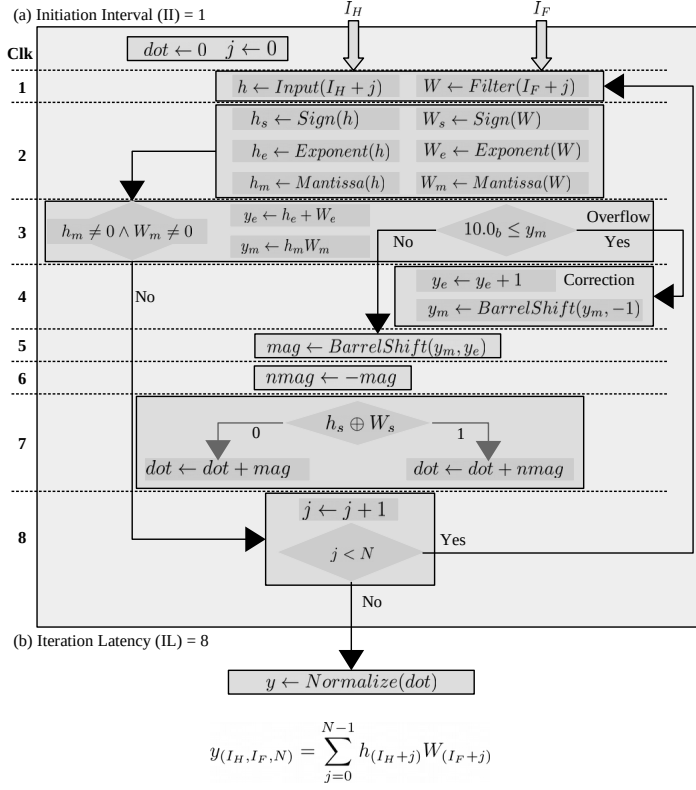 (a) Initiation Interval (II) = 1
I_H I_F
Clk
dot ← 0 j ← 0
1
h ← Input(I_H + j) W ← Filter(I_F + j)
2
h_s ← Sign(h) W_s ← Sign(W)
h_e ← Exponent(h) W_e ← Exponent(W)
h_m ← Mantissa(h) W_m ← Mantissa(W)
3
h_m ≠ 0 ∧ W_m ≠ 0
y_e ← h_e + W_e
y_m ← h_m W_m
10.0_b ≤ y_m
Overflow
No
Yes
4
No
y_e ← y_e + 1 Correction
y_m ← BarrelShift(y_m, −1)
5
mag ← BarrelShift(y_m, y_e)
6
nmag ← −mag
7
h_s ⊕ W_s
0 1
dot ← dot + mag dot ← dot + nmag
8
j ← j + 1
j < N
Yes
No
(b) Iteration Latency (IL) = 8
y ← Normalize(dot)
y_(I_H,I_F,N) = ∑_{j=0}^{N−1} h_(I_H+j) W_(I_F+j)